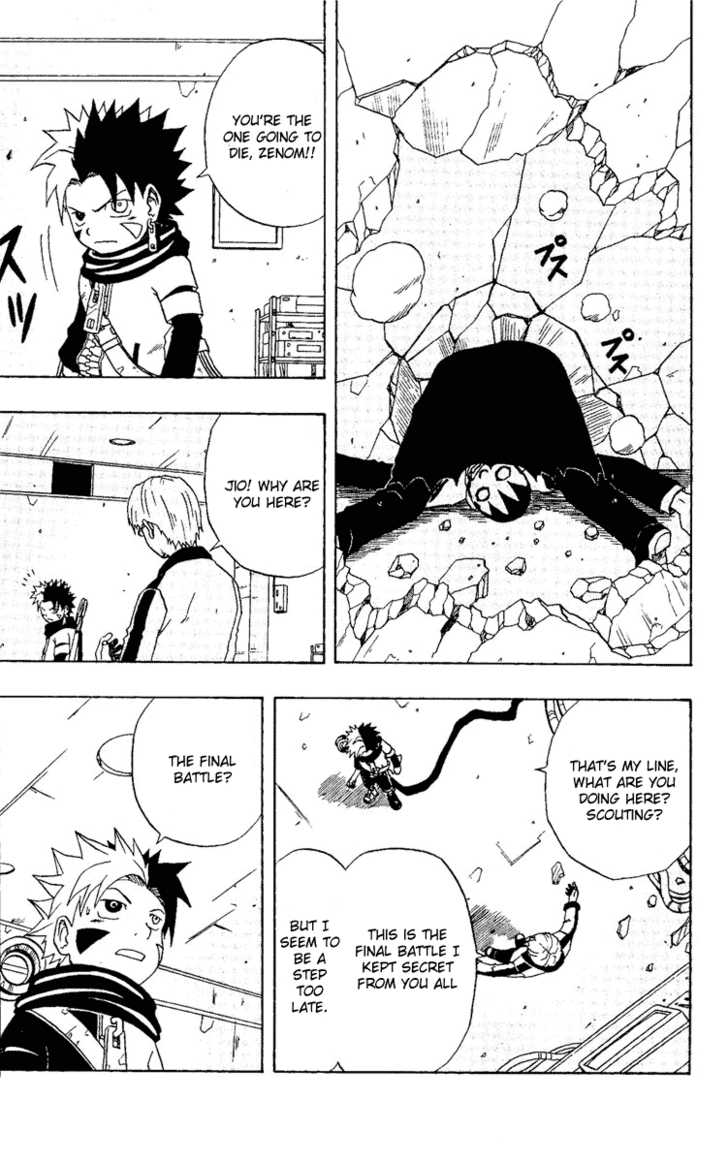 プス
プス
YOU'RE THE
ONE GOING TO
DIE, ZENOM!!
ス
JIO! WHY ARE
YOU HERE?
THAT'S MY LINE,
WHAT ARE YOU
DOING HERE?
SCOUTING?
THIS IS THE
FINAL BATTLE I
KEPT SECRET
FROM YOU ALL
BUT I
SEEM TO
BE A
STEP
TOO
LATE.
THE FINAL
BATTLE?